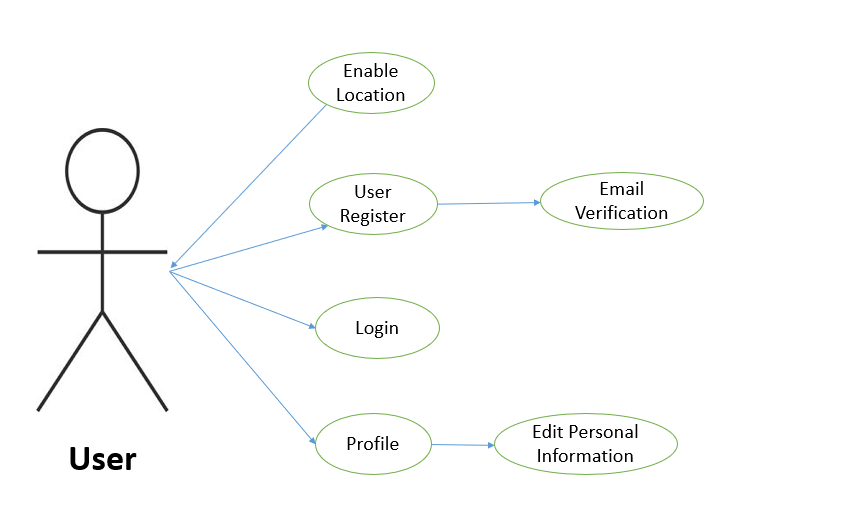 Enable
Location
User
Register
Email
Verification
Login
Profile
Edit Personal
Information
User